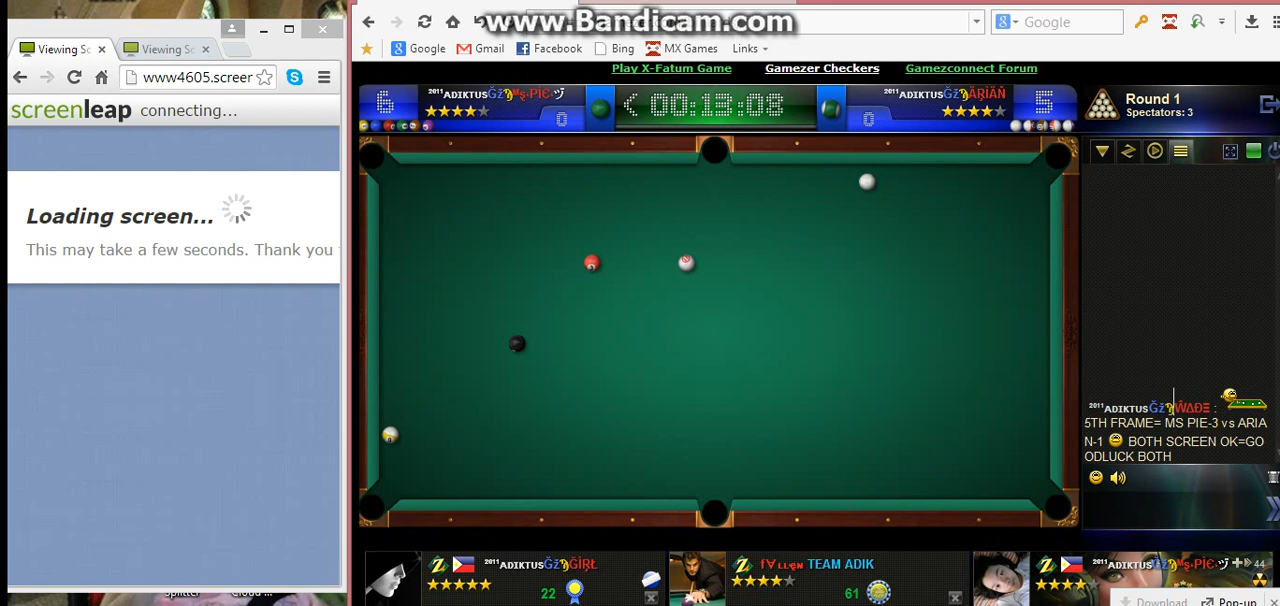 www.Bandicam.com
Viewing Sc
Viewing Sc
www4605.screer
screenleap connecting...
Loading screen...
This may take a few seconds. Thank you
Google
Google
Gmail
Facebook
Bing
MX Games
Links
Play X-Fatum Game
Gamezer Checkers
Gamezconnect Forum
6
0
< 00:13:08
0
5
Round 1
Spectators: 3
5TH FRAME= MS PIE-3 vs ARIA
N-1 BOTH SCREEN OK=GO
ODLUCK BOTH
22
TEAM ADIK
61
44
Download
Pop-up